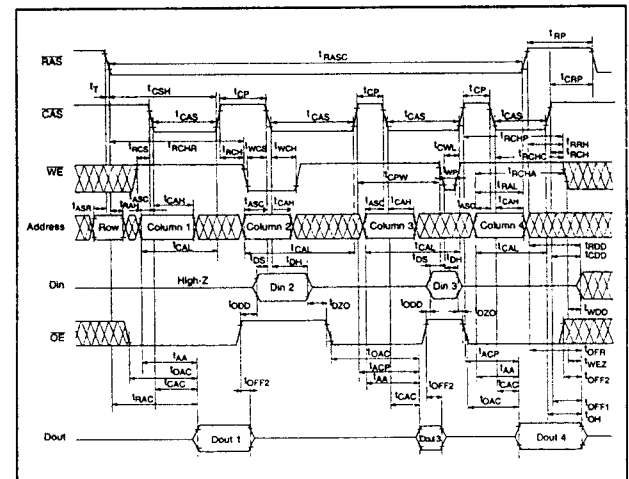 tRP
RAS tRASC
tT tCSH tCP tCRP
CAS tCAS tCAS tCP tCAS tCP tCAS
tRCS tRCHR tRCH tWCS tWCH tCWL tRCHP tRRH
tRCHC tRCH
WE tCPW tWP tRCHA
tASR tRAH tASC tCAH tASC tCAH tASC tCAH tASC tRAL tCAH
Address Row Column 1 Column 2 Column 3 Column 4
tCAL tCAL tCAL tCAL tRDD
tDS tDH tDS tDH tCDD
Din High-Z Din 2 Din 3
tODD tDZO tODD tDZO tWDD
OE
tAA tOAC tACP tOFR
tOAC tACP tAA tWEZ
tCAC tOFF2 tAA tOFF2 tCAC tOFF2
tRAC tCAC tOAC tOFF1
tOH
Dout Dout 1 Dout 3 Dout 4